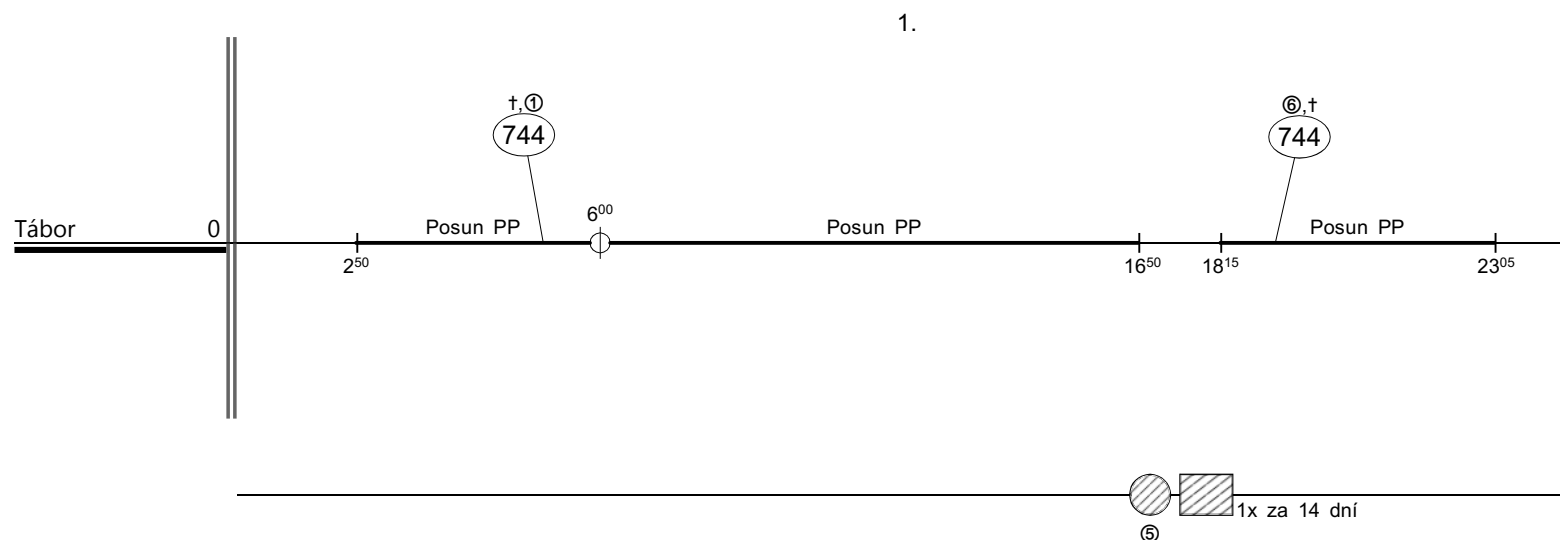 1.
†,① ⑥,†
744 744
6⁰⁰
Tábor 0 Posun PP Posun PP Posun PP
2⁵⁰ 16⁵⁰ 18¹⁵ 23⁰⁵
1x za 14 dní
⑤